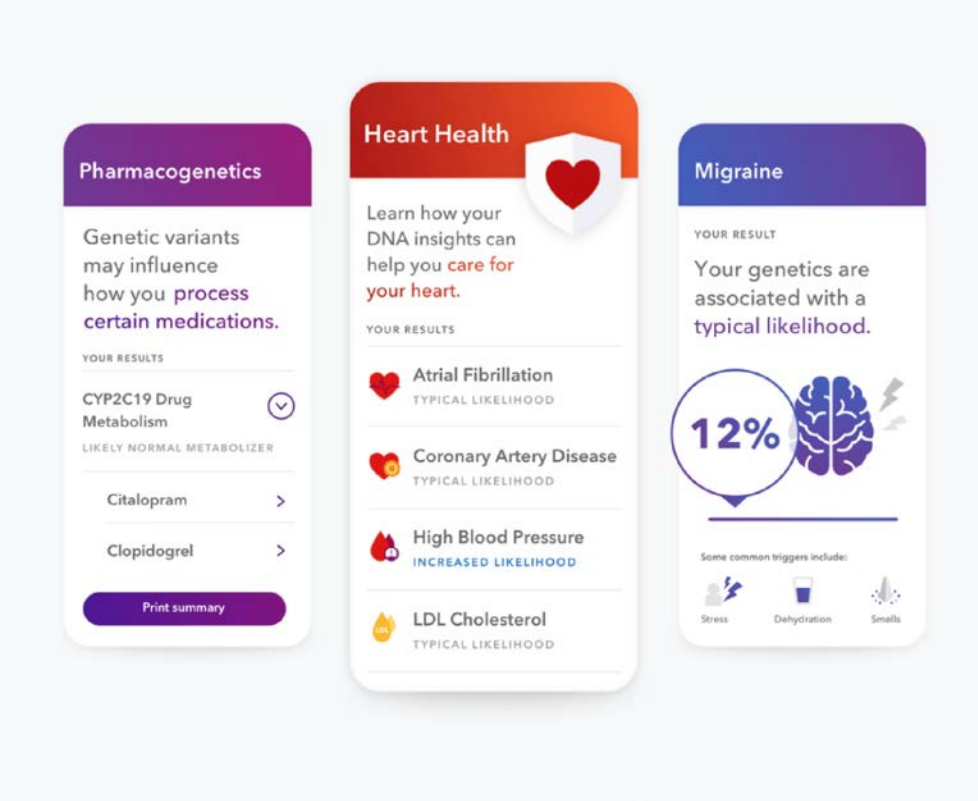 Pharmacogenetics
Genetic variants
may influence
how you process
certain medications.
YOUR RESULTS
CYP2C19 Drug
Metabolism
LIKELY NORMAL METABOLIZER
Citalopram
Clopidogrel
Print summary
Heart Health
Learn how your
DNA insights can
help you care for
your heart.
YOUR RESULTS
Atrial Fibrillation
TYPICAL LIKELIHOOD
Coronary Artery Disease
TYPICAL LIKELIHOOD
High Blood Pressure
INCREASED LIKELIHOOD
LDL
LDL Cholesterol
TYPICAL LIKELIHOOD
Migraine
YOUR RESULT
Your genetics are
associated with a
typical likelihood.
12%
Some common triggers include:
Stress
Dehydration
Smells